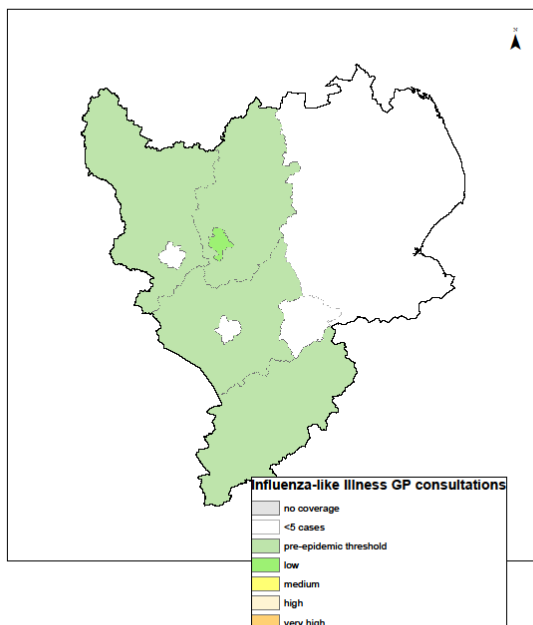 Influenza-like Illness GP consultations
no coverage
<5 cases
pre-epidemic threshold
low
medium
high
very high